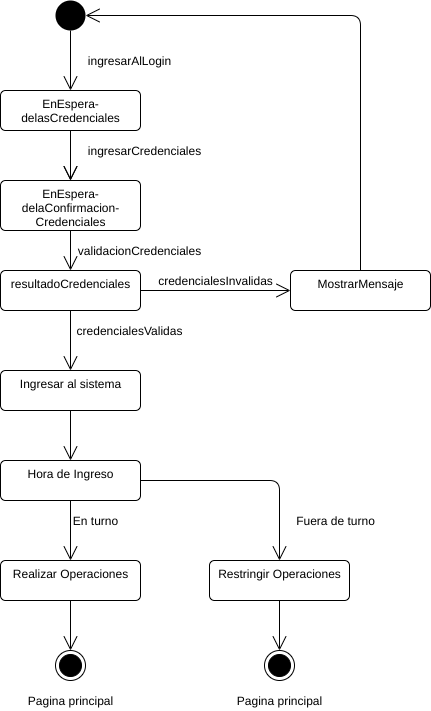 ingresarAlLogin
EnEspera-
delasCredenciales
ingresarCredenciales
EnEspera-
delaConfirmacion-
Credenciales
validacionCredenciales
resultadoCredenciales
credencialesInvalidas
MostrarMensaje
credencialesValidas
Ingresar al sistema
Hora de Ingreso
En turno
Fuera de turno
Realizar Operaciones
Restringir Operaciones
Pagina principal
Pagina principal